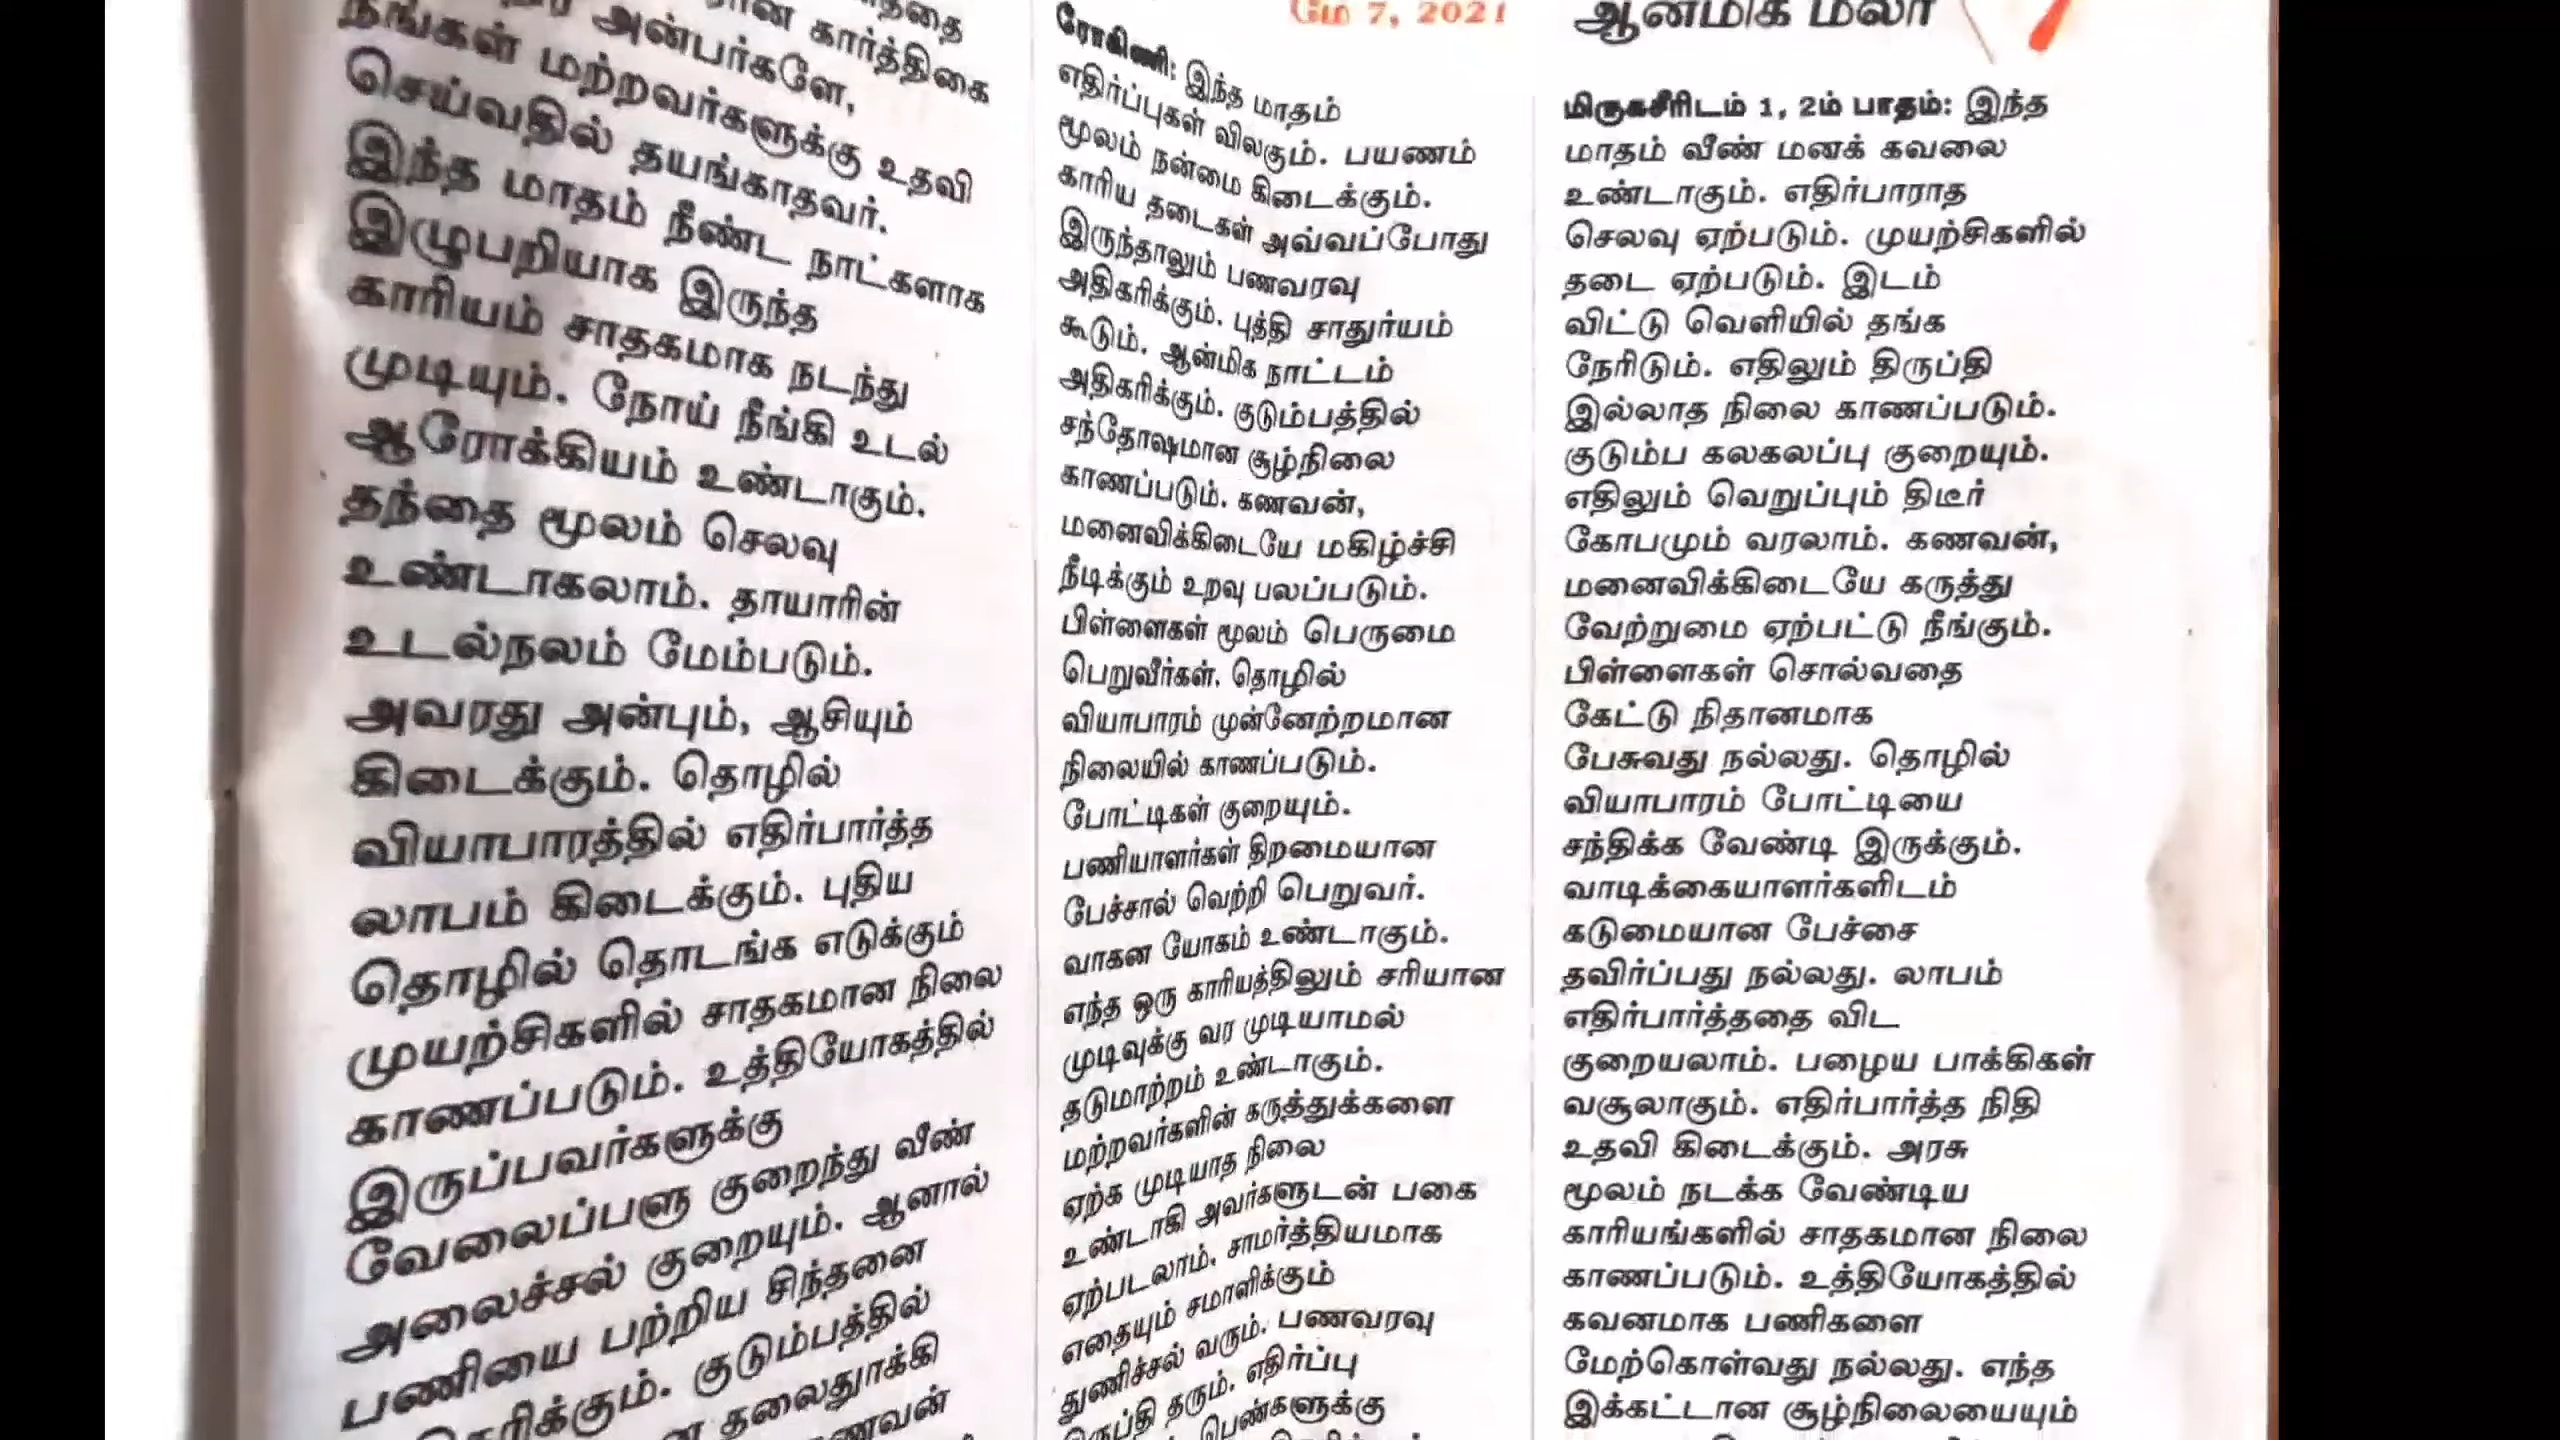 கார்த்திகை
அன்பர்களே,
நீங்கள் மற்றவர்களுக்கு உதவி
செய்வதில் தயங்காதவர்.
இந்த மாதம் நீண்ட நாட்களாக
இழுபறியாக இருந்த
காரியம் சாதகமாக நடந்து
முடியும். நோய் நீங்கி உடல்
ஆரோக்கியம் உண்டாகும்.
தந்தை மூலம் செலவு
உண்டாகலாம். தாயாரின்
உடல்நலம் மேம்படும்.
அவரது அன்பும், ஆசியும்
கிடைக்கும். தொழில்
வியாபாரத்தில் எதிர்பார்த்த
லாபம் கிடைக்கும். புதிய
தொழில் தொடங்க எடுக்கும்
முயற்சிகளில் சாதகமான நிலை
காணப்படும். உத்தியோகத்தில்
இருப்பவர்களுக்கு
வேலைப்பளு குறைந்து வீண்
அலைச்சல் குறையும். ஆனால்
பணியை பற்றிய சிந்தனை
குடும்பத்தில்
தலைதூக்கி
மே 7, 2021
ரோகிணி: இந்த மாதம்
எதிர்ப்புகள் விலகும். பயணம்
மூலம் நன்மை கிடைக்கும்.
காரிய தடைகள் அவ்வப்போது
இருந்தாலும் பணவரவு
அதிகரிக்கும். புத்தி சாதுர்யம்
கூடும். ஆன்மிக நாட்டம்
அதிகரிக்கும். குடும்பத்தில்
சந்தோஷமான சூழ்நிலை
காணப்படும். கணவன்,
மனைவிக்கிடையே மகிழ்ச்சி
நீடிக்கும் உறவு பலப்படும்.
பிள்ளைகள் மூலம் பெருமை
பெறுவீர்கள். தொழில்
வியாபாரம் முன்னேற்றமான
நிலையில் காணப்படும்.
போட்டிகள் குறையும்.
பணியாளர்கள் திறமையான
பேச்சால் வெற்றி பெறுவர்.
வாகன யோகம் உண்டாகும்.
எந்த ஒரு காரியத்திலும் சரியான
முடிவுக்கு வர முடியாமல்
தடுமாற்றம் உண்டாகும்.
மற்றவர்களின் கருத்துக்களை
ஏற்க முடியாத நிலை
உண்டாகி அவர்களுடன் பகை
ஏற்படலாம். சாமர்த்தியமாக
எதையும் சமாளிக்கும்
துணிச்சல் வரும். பணவரவு
திருப்தி தரும். எதிர்ப்பு
பெண்களுக்கு
ஆன்மிக மலர்
மிருகசீரிடம் 1, 2ம் பாதம்: இந்த
மாதம் வீண் மனக் கவலை
உண்டாகும். எதிர்பாராத
செலவு ஏற்படும். முயற்சிகளில்
தடை ஏற்படும். இடம்
விட்டு வெளியில் தங்க
நேரிடும். எதிலும் திருப்தி
இல்லாத நிலை காணப்படும்.
குடும்ப கலகலப்பு குறையும்.
எதிலும் வெறுப்பும் திடீர்
கோபமும் வரலாம். கணவன்,
மனைவிக்கிடையே கருத்து
வேற்றுமை ஏற்பட்டு நீங்கும்.
பிள்ளைகள் சொல்வதை
கேட்டு நிதானமாக
பேசுவது நல்லது. தொழில்
வியாபாரம் போட்டியை
சந்திக்க வேண்டி இருக்கும்.
வாடிக்கையாளர்களிடம்
கடுமையான பேச்சை
தவிர்ப்பது நல்லது. லாபம்
எதிர்பார்த்ததை விட
குறையலாம். பழைய பாக்கிகள்
வசூலாகும். எதிர்பார்த்த நிதி
உதவி கிடைக்கும். அரசு
மூலம் நடக்க வேண்டிய
காரியங்களில் சாதகமான நிலை
காணப்படும். உத்தியோகத்தில்
கவனமாக பணிகளை
மேற்கொள்வது நல்லது. எந்த
இக்கட்டான சூழ்நிலையையும்